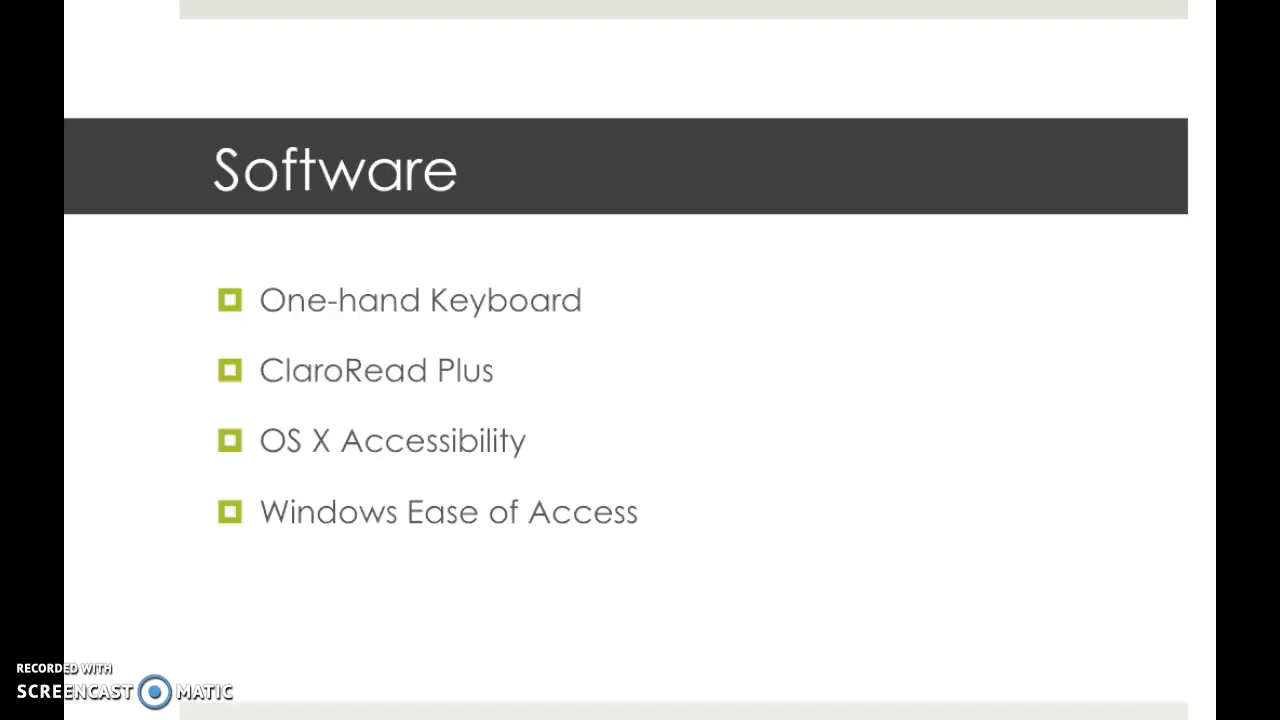 Software
One-hand Keyboard
ClaroRead Plus
OS X Accessibility
Windows Ease of Access
RECORDED WITH
SCREENCAST MATIC